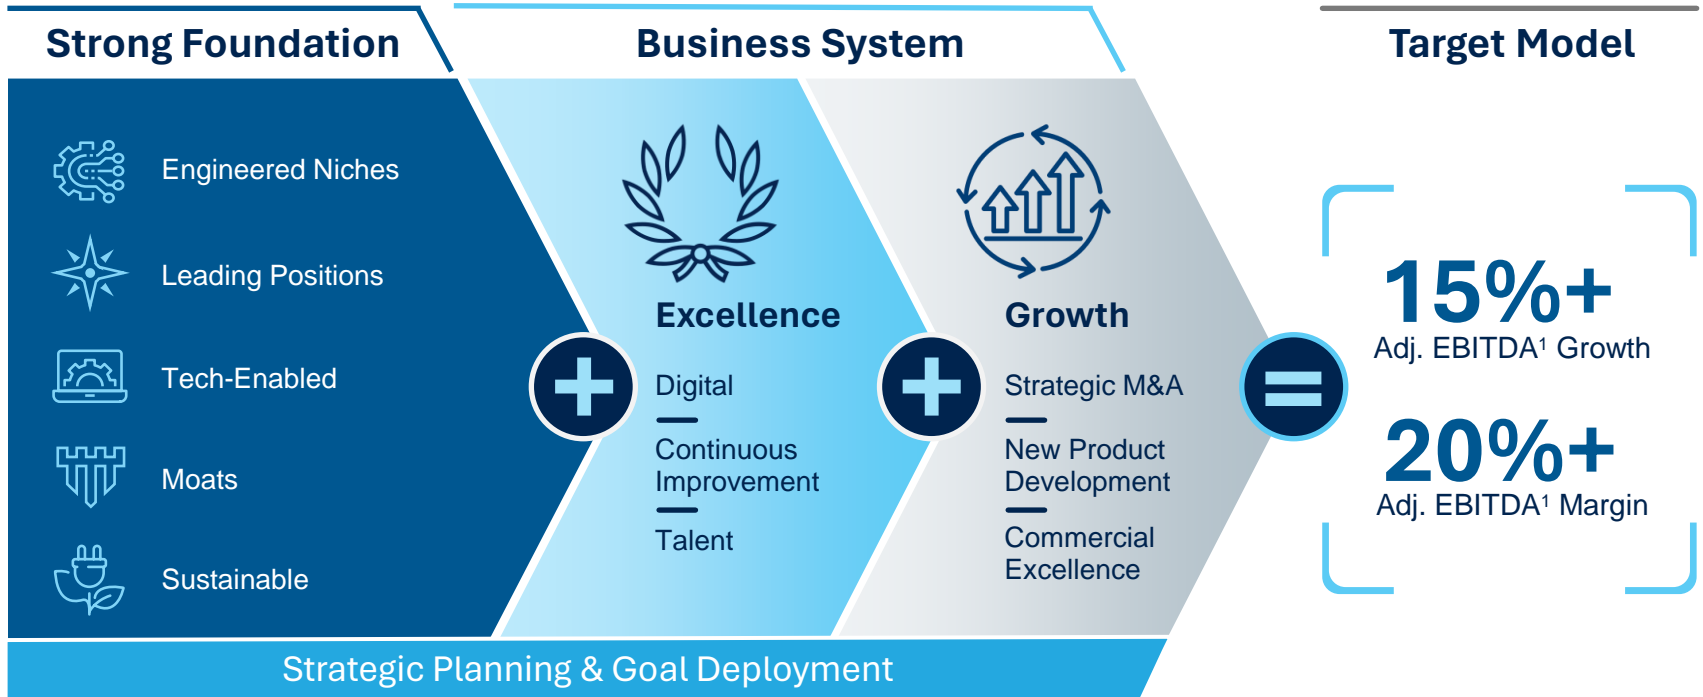 Strong Foundation
Engineered Niches
Leading Positions
Tech-Enabled
Moats
Sustainable
Business System
Excellence
Digital
Continuous
Improvement
Talent
Growth
Strategic M&A
New Product
Development
Commercial
Excellence
Target Model
15%+
Adj. EBITDA¹ Growth
20%+
Adj. EBITDA¹ Margin
Strategic Planning & Goal Deployment